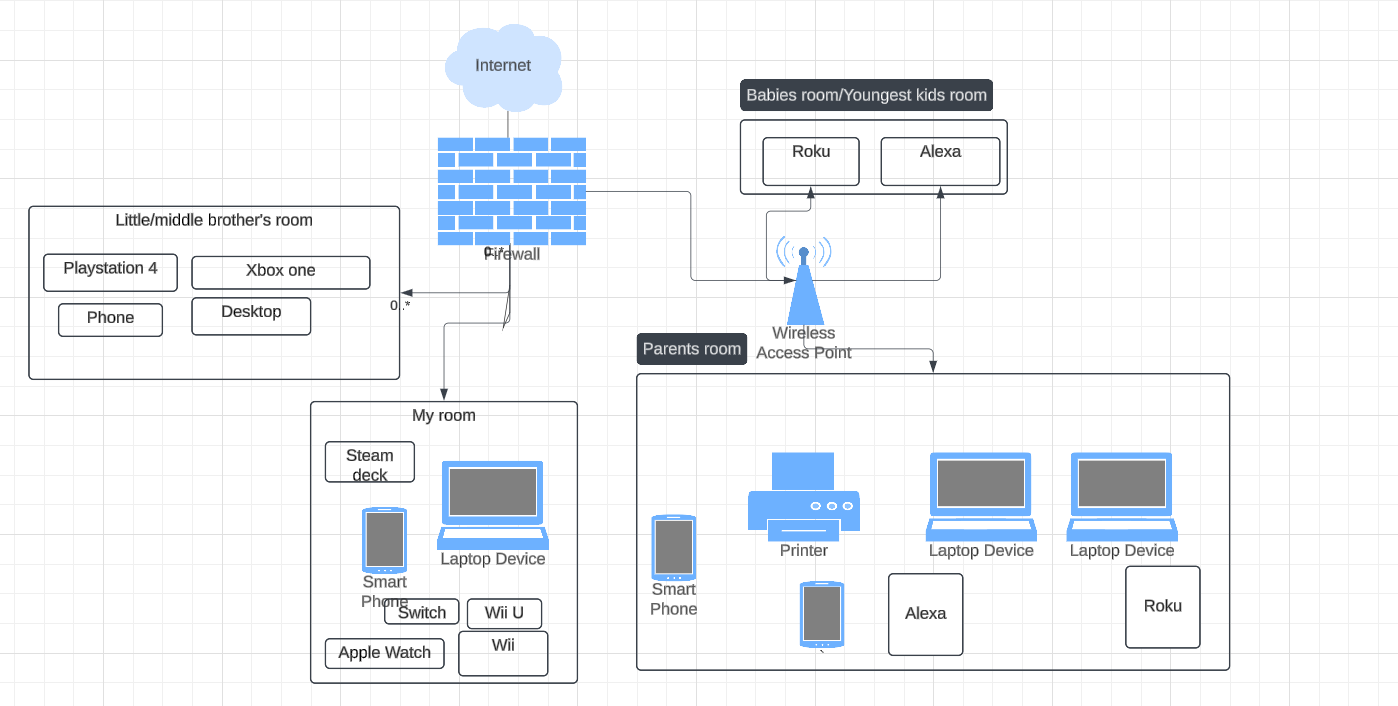 Internet
Babies room/Youngest kids room
Roku
Alexa
Little/middle brother's room
Playstation 4
Xbox one
Phone
Desktop
0..*
Firewall
0..*
Wireless
Access Point
Parents room
My room
Steam
deck
Laptop Device
Smart
Phone
Switch
Wii U
Apple Watch
Wii
Printer
Laptop Device
Laptop Device
Smart
Phone
`
Alexa
Roku